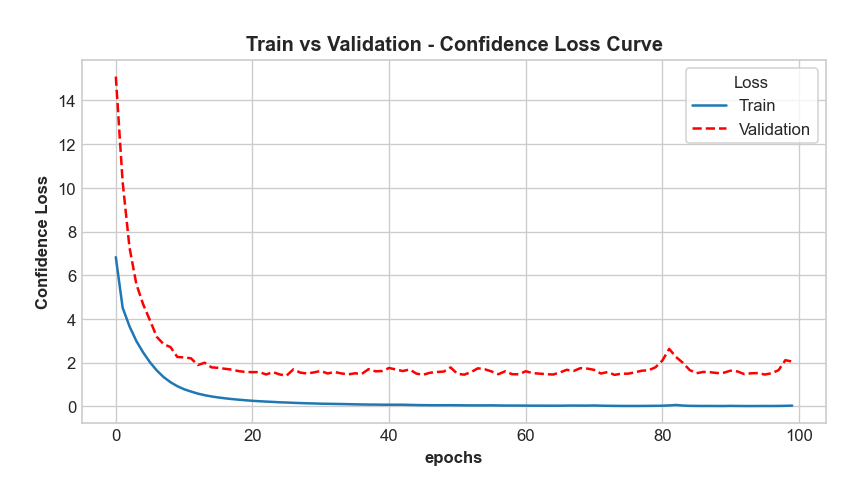 Train vs Validation - Confidence Loss Curve
Loss
Train
Validation
Confidence Loss
14
12
10
8
6
4
2
0
0 20 40 60 80 100
epochs